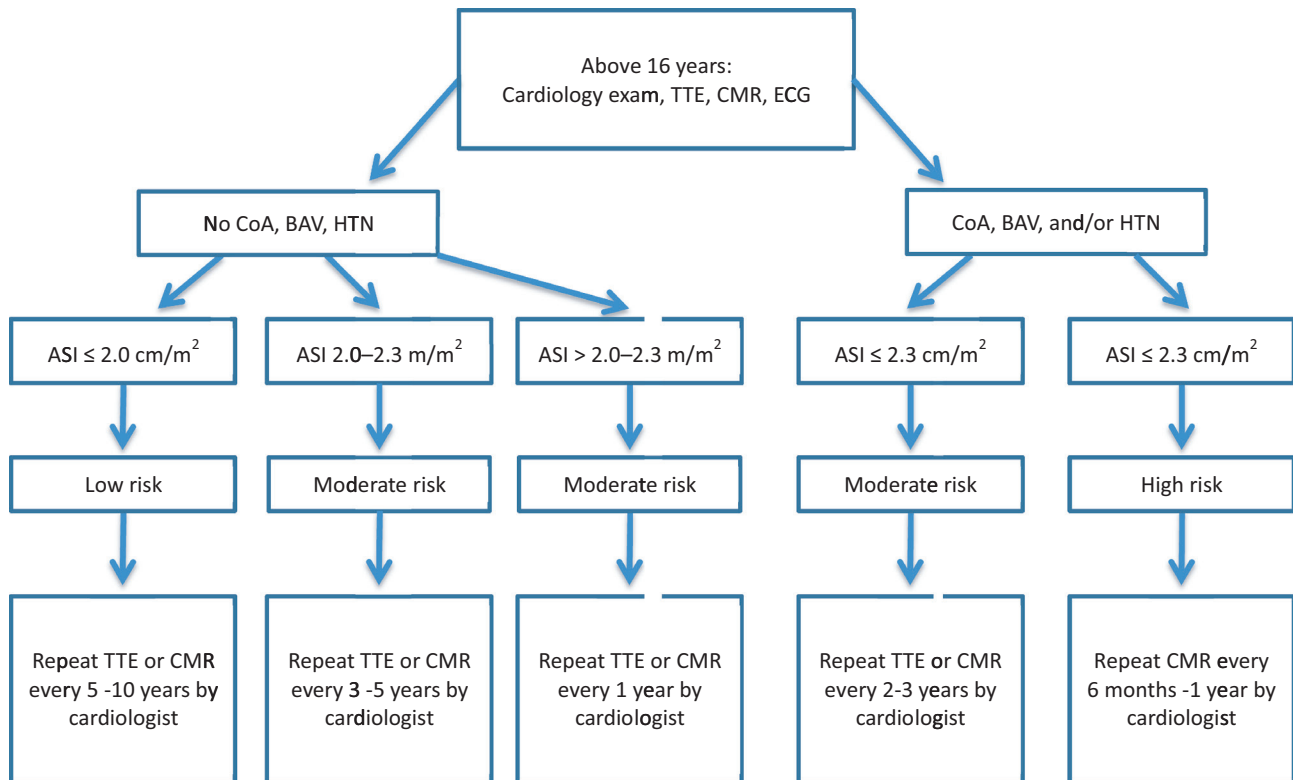 Above 16 years:
Cardiology exam, TTE, CMR, ECG
No CoA, BAV, HTN
CoA, BAV, and/or HTN
ASI ≤ 2.0 cm/m²
ASI 2.0–2.3 m/m²
ASI > 2.0–2.3 m/m²
ASI ≤ 2.3 cm/m²
ASI ≤ 2.3 cm/m²
Low risk
Moderate risk
Moderate risk
Moderate risk
High risk
Repeat TTE or CMR
every 5 -10 years by
cardiologist
Repeat TTE or CMR
every 3 -5 years by
cardiologist
Repeat TTE or CMR
every 1 year by
cardiologist
Repeat TTE or CMR
every 2-3 years by
cardiologist
Repeat CMR every
6 months -1 year by
cardiologist